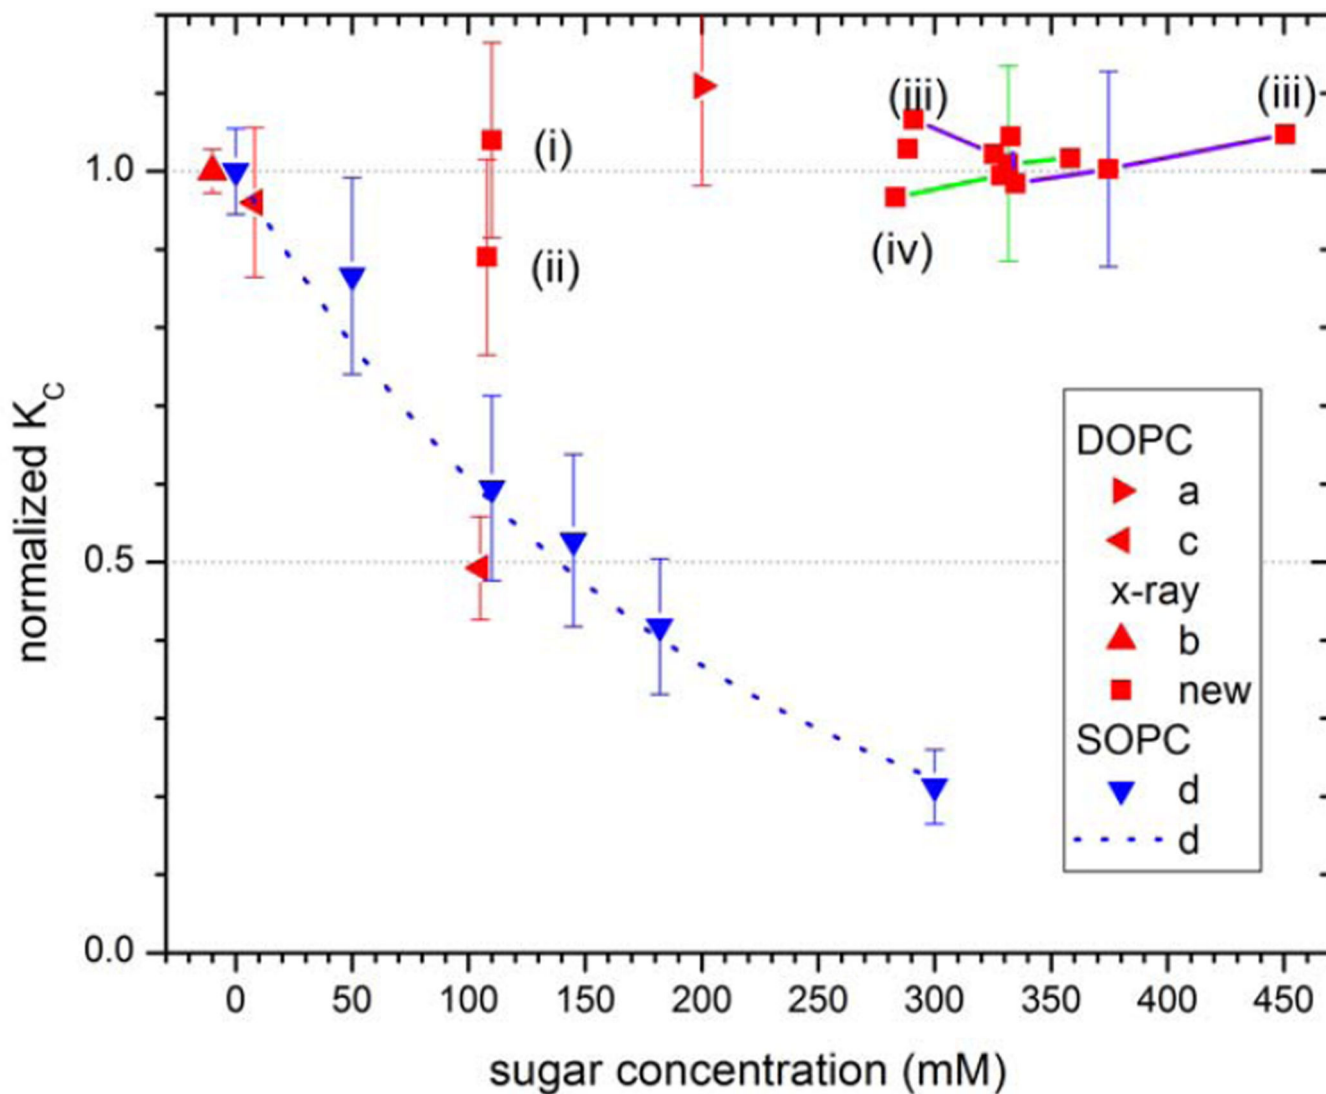 (iii)
(iii)
(i)
1.0
(iv)
(ii)
normalized K_C
DOPC
a
c
0.5
x-ray
b
new
SOPC
d
d
0.0
0 50 100 150 200 250 300 350 400 450
sugar concentration (mM)